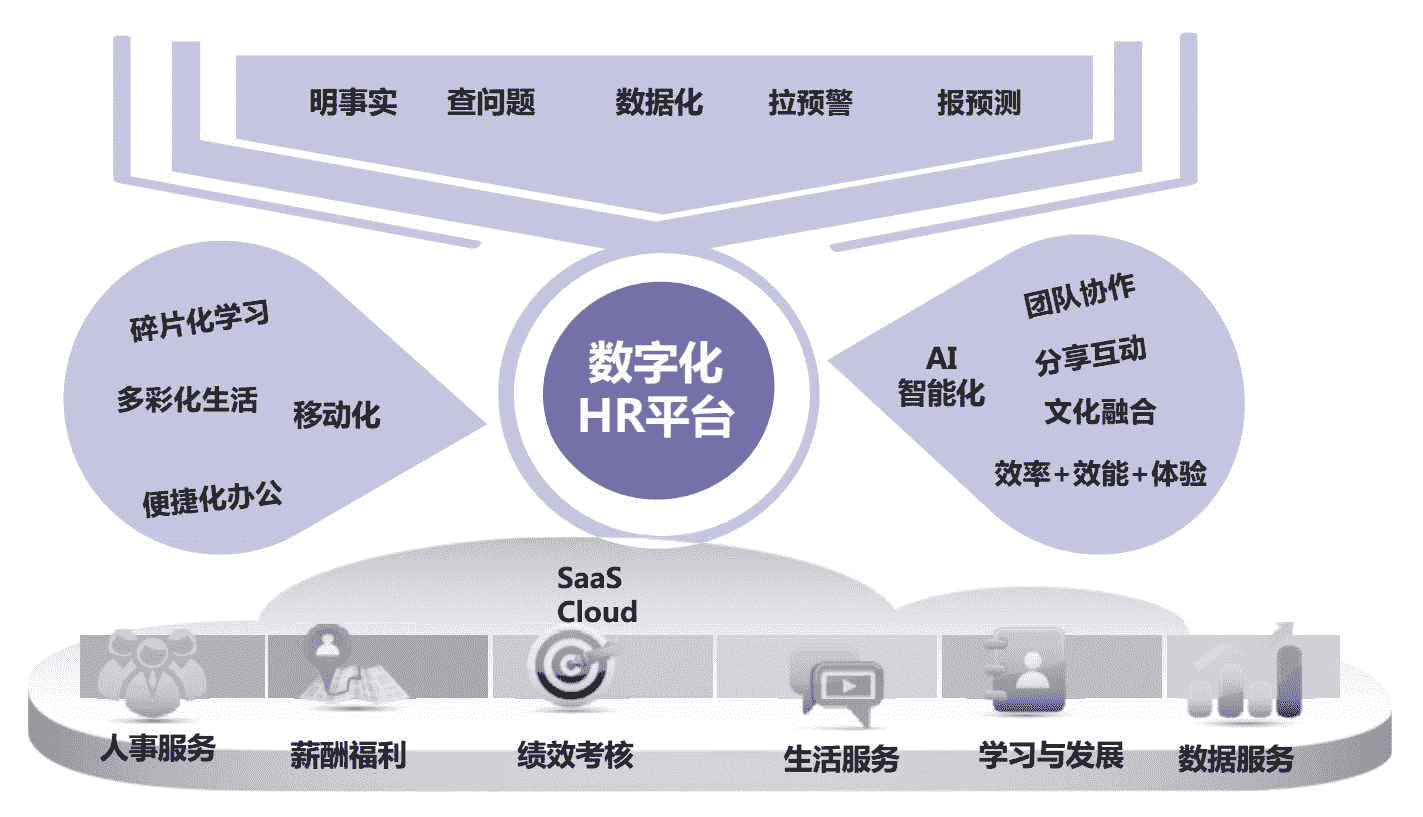 明事实 查问题 数据化 拉预警 报预测
碎片化学习
多彩化生活
移动化
便捷化办公
数字化
HR平台
AI
智能化
团队协作
分享互动
文化融合
效率+效能+体验
SaaS
Cloud
人事服务 薪酬福利 绩效考核 生活服务 学习与发展 数据服务